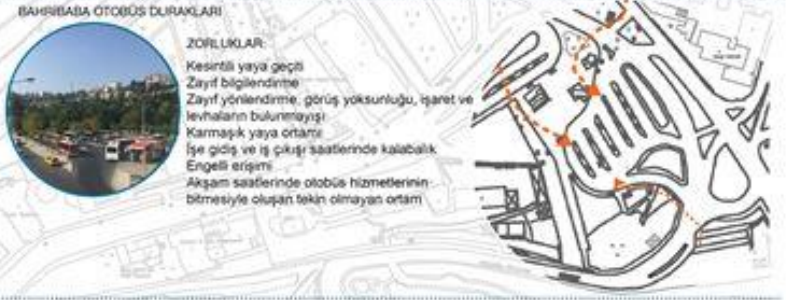 BAHRİBABA OTOBÜS DURAKLARI
ZORLUKLAR:
Kesintili yaya geçiti
Zayıf bilgilendirme
Zayıf yönlendirme, görüş yoksunluğu, işaret ve
levhaların bulunmayışı
Karmaşık yaya ortamı
İşe gidiş ve iş çıkışı saatlerinde kalabalık
Engelli erişimi
Akşam saatlerinde otobüs hizmetlerinin
bitmesiyle oluşan tekin olmayan ortam